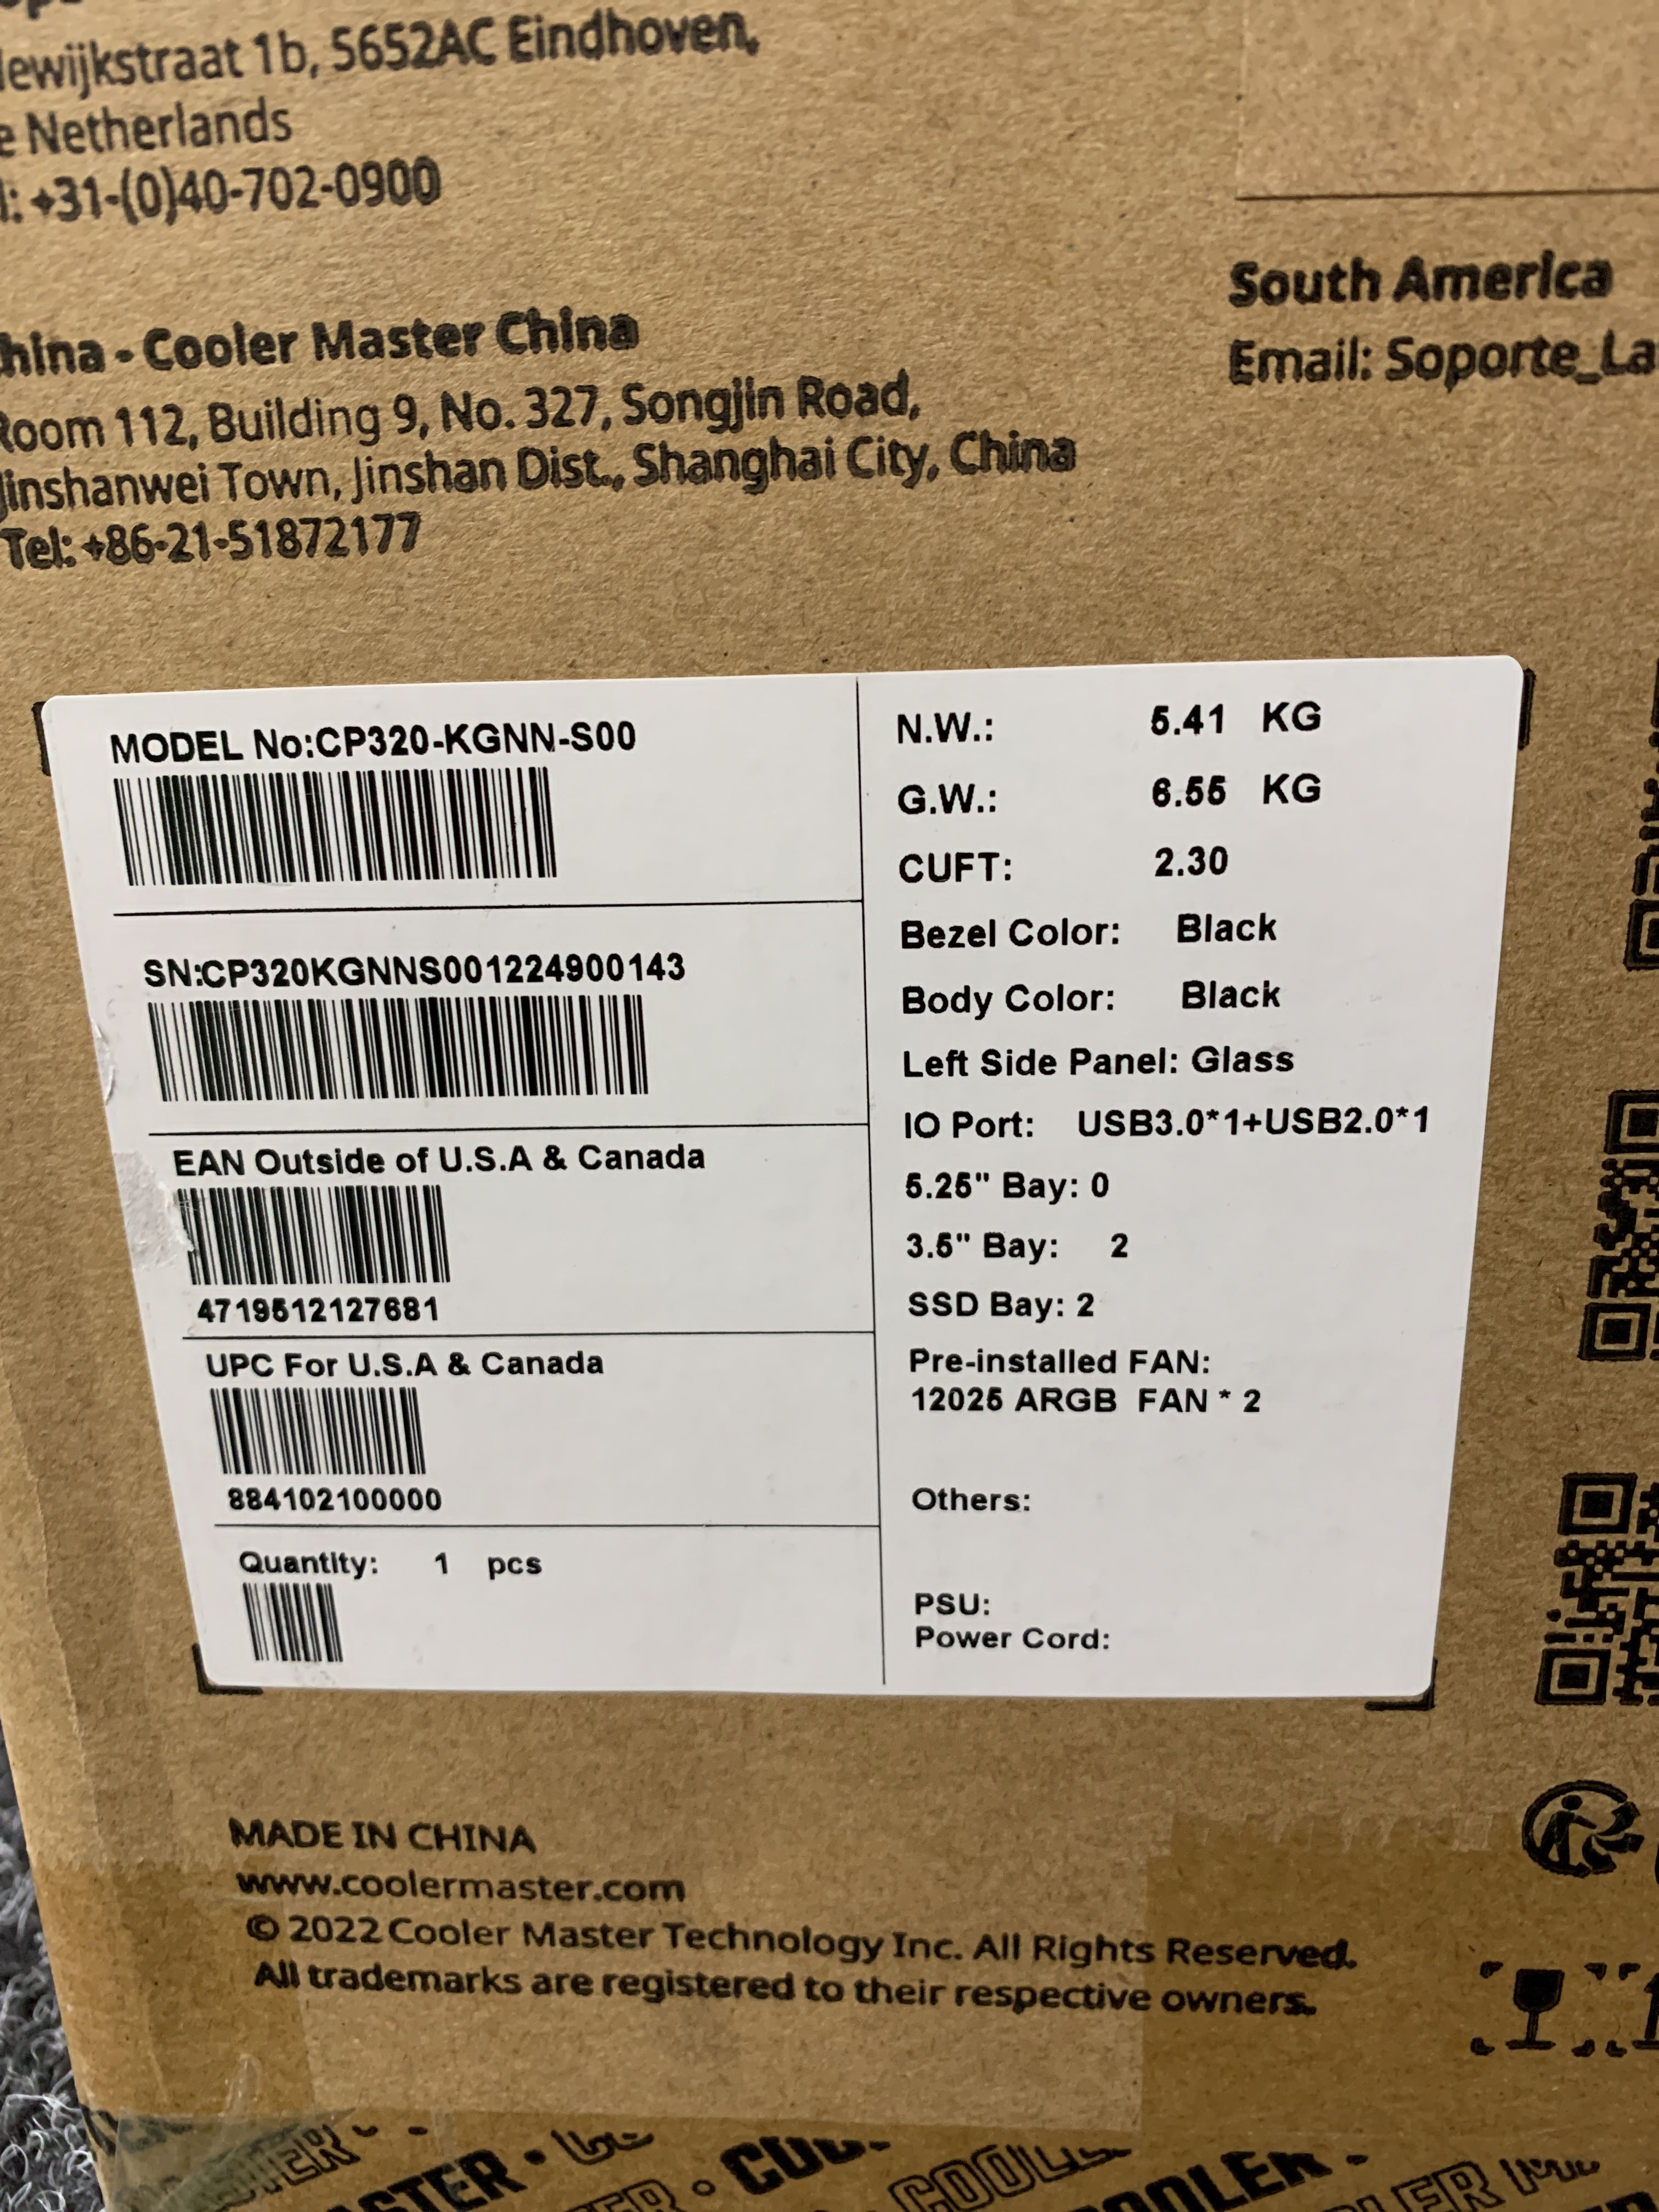 lewijkstraat 1b, 5652AC Eindhoven,
e Netherlands
l: +31-(0)40-702-0900
hina - Cooler Master China
Room 112, Building 9, No. 327, Songjin Road,
Jinshanwei Town, Jinshan Dist., Shanghai City, China
Tel: +86-21-51872177
South America
Email: Soporte_La
MODEL No:CP320-KGNN-S00
SN:CP320KGNNS001224900143
EAN Outside of U.S.A & Canada
4719512127681
UPC For U.S.A & Canada
884102100000
Quantity: 1 pcs
N.W.: 5.41 KG
G.W.: 6.55 KG
CUFT: 2.30
Bezel Color: Black
Body Color: Black
Left Side Panel: Glass
IO Port: USB3.0*1+USB2.0*1
5.25" Bay: 0
3.5" Bay: 2
SSD Bay: 2
Pre-installed FAN:
12025 ARGB FAN * 2
Others:
PSU:
Power Cord:
MADE IN CHINA
www.coolermaster.com
© 2022 Cooler Master Technology Inc. All Rights Reserved.
All trademarks are registered to their respective owners.